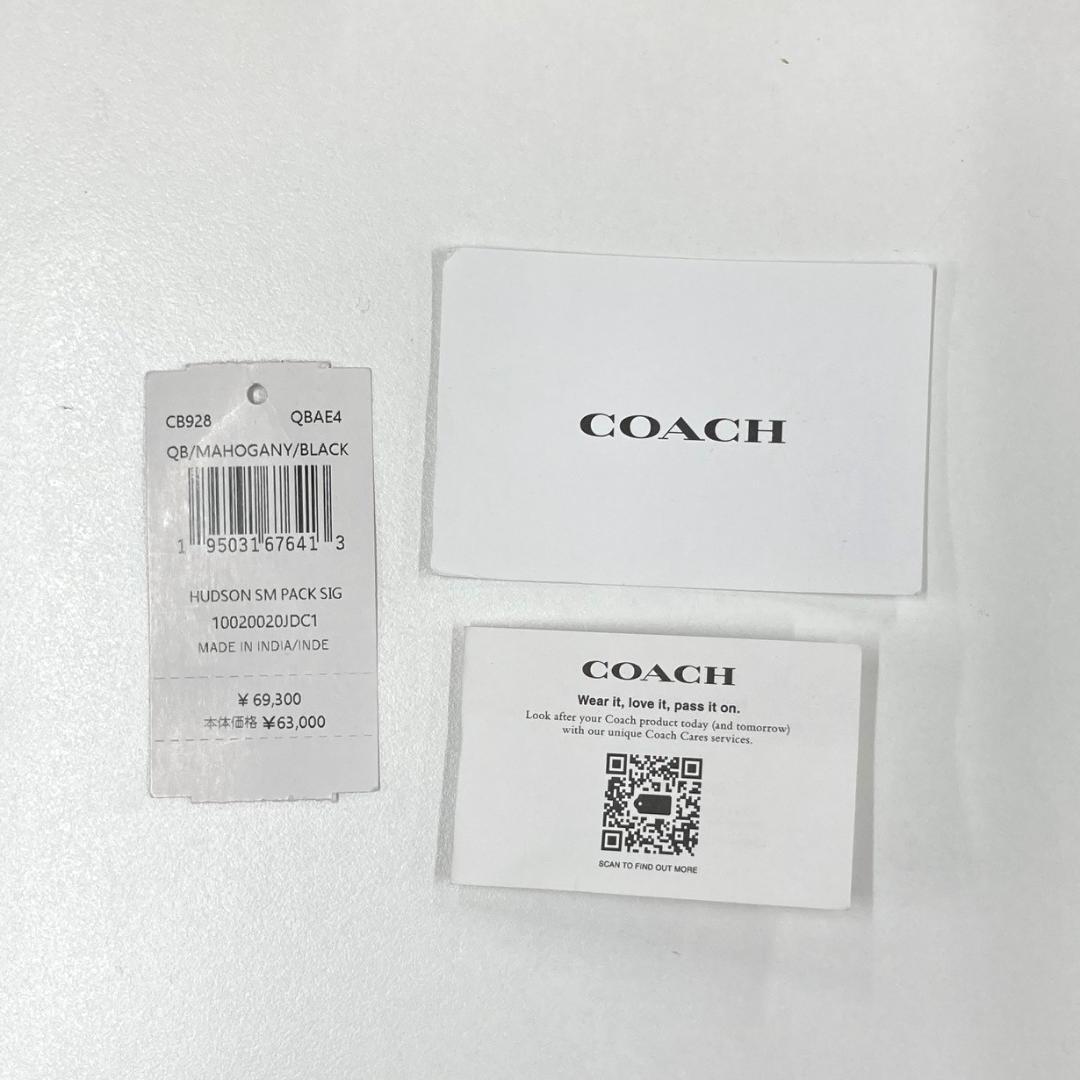 CB928 QBAE4
QB/MAHOGANY/BLACK
1 95031 67641 3
HUDSON SM PACK SIG
10020020JDC1
MADE IN INDIA/INDE
¥ 69,300
本体価格 ¥63,000
COACH
COACH
Wear it, love it, pass it on.
Look after your Coach product today (and tomorrow)
with our unique Coach Cares services.
SCAN TO FIND OUT MORE